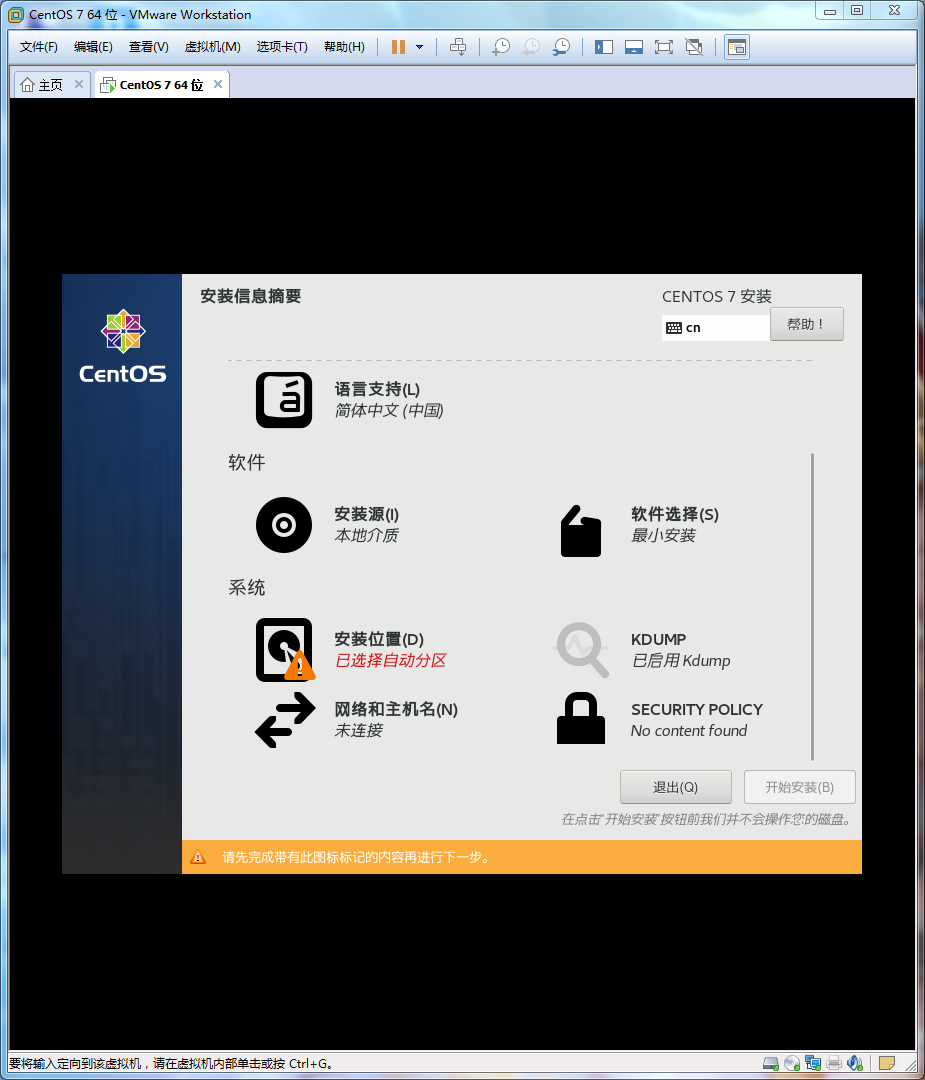 CentOS 7 64 位 - VMware Workstation
文件(F) 编辑(E) 查看(V) 虚拟机(M) 选项卡(T) 帮助(H)
主页 CentOS 7 64 位
安装信息摘要
CENTOS 7 安装
cn
帮助！
CentOS
语言支持(L)
简体中文 (中国)
软件
安装源(I)
本地介质
软件选择(S)
最小安装
系统
安装位置(D)
已选择自动分区
KDUMP
已启用 Kdump
网络和主机名(N)
未连接
SECURITY POLICY
No content found
退出(Q)
开始安装(B)
在点击'开始安装'按钮前我们并不会操作您的磁盘。
请先完成带有此图标标记的内容再进行下一步。
要将输入定向到该虚拟机，请在虚拟机内部单击或按 Ctrl+G。